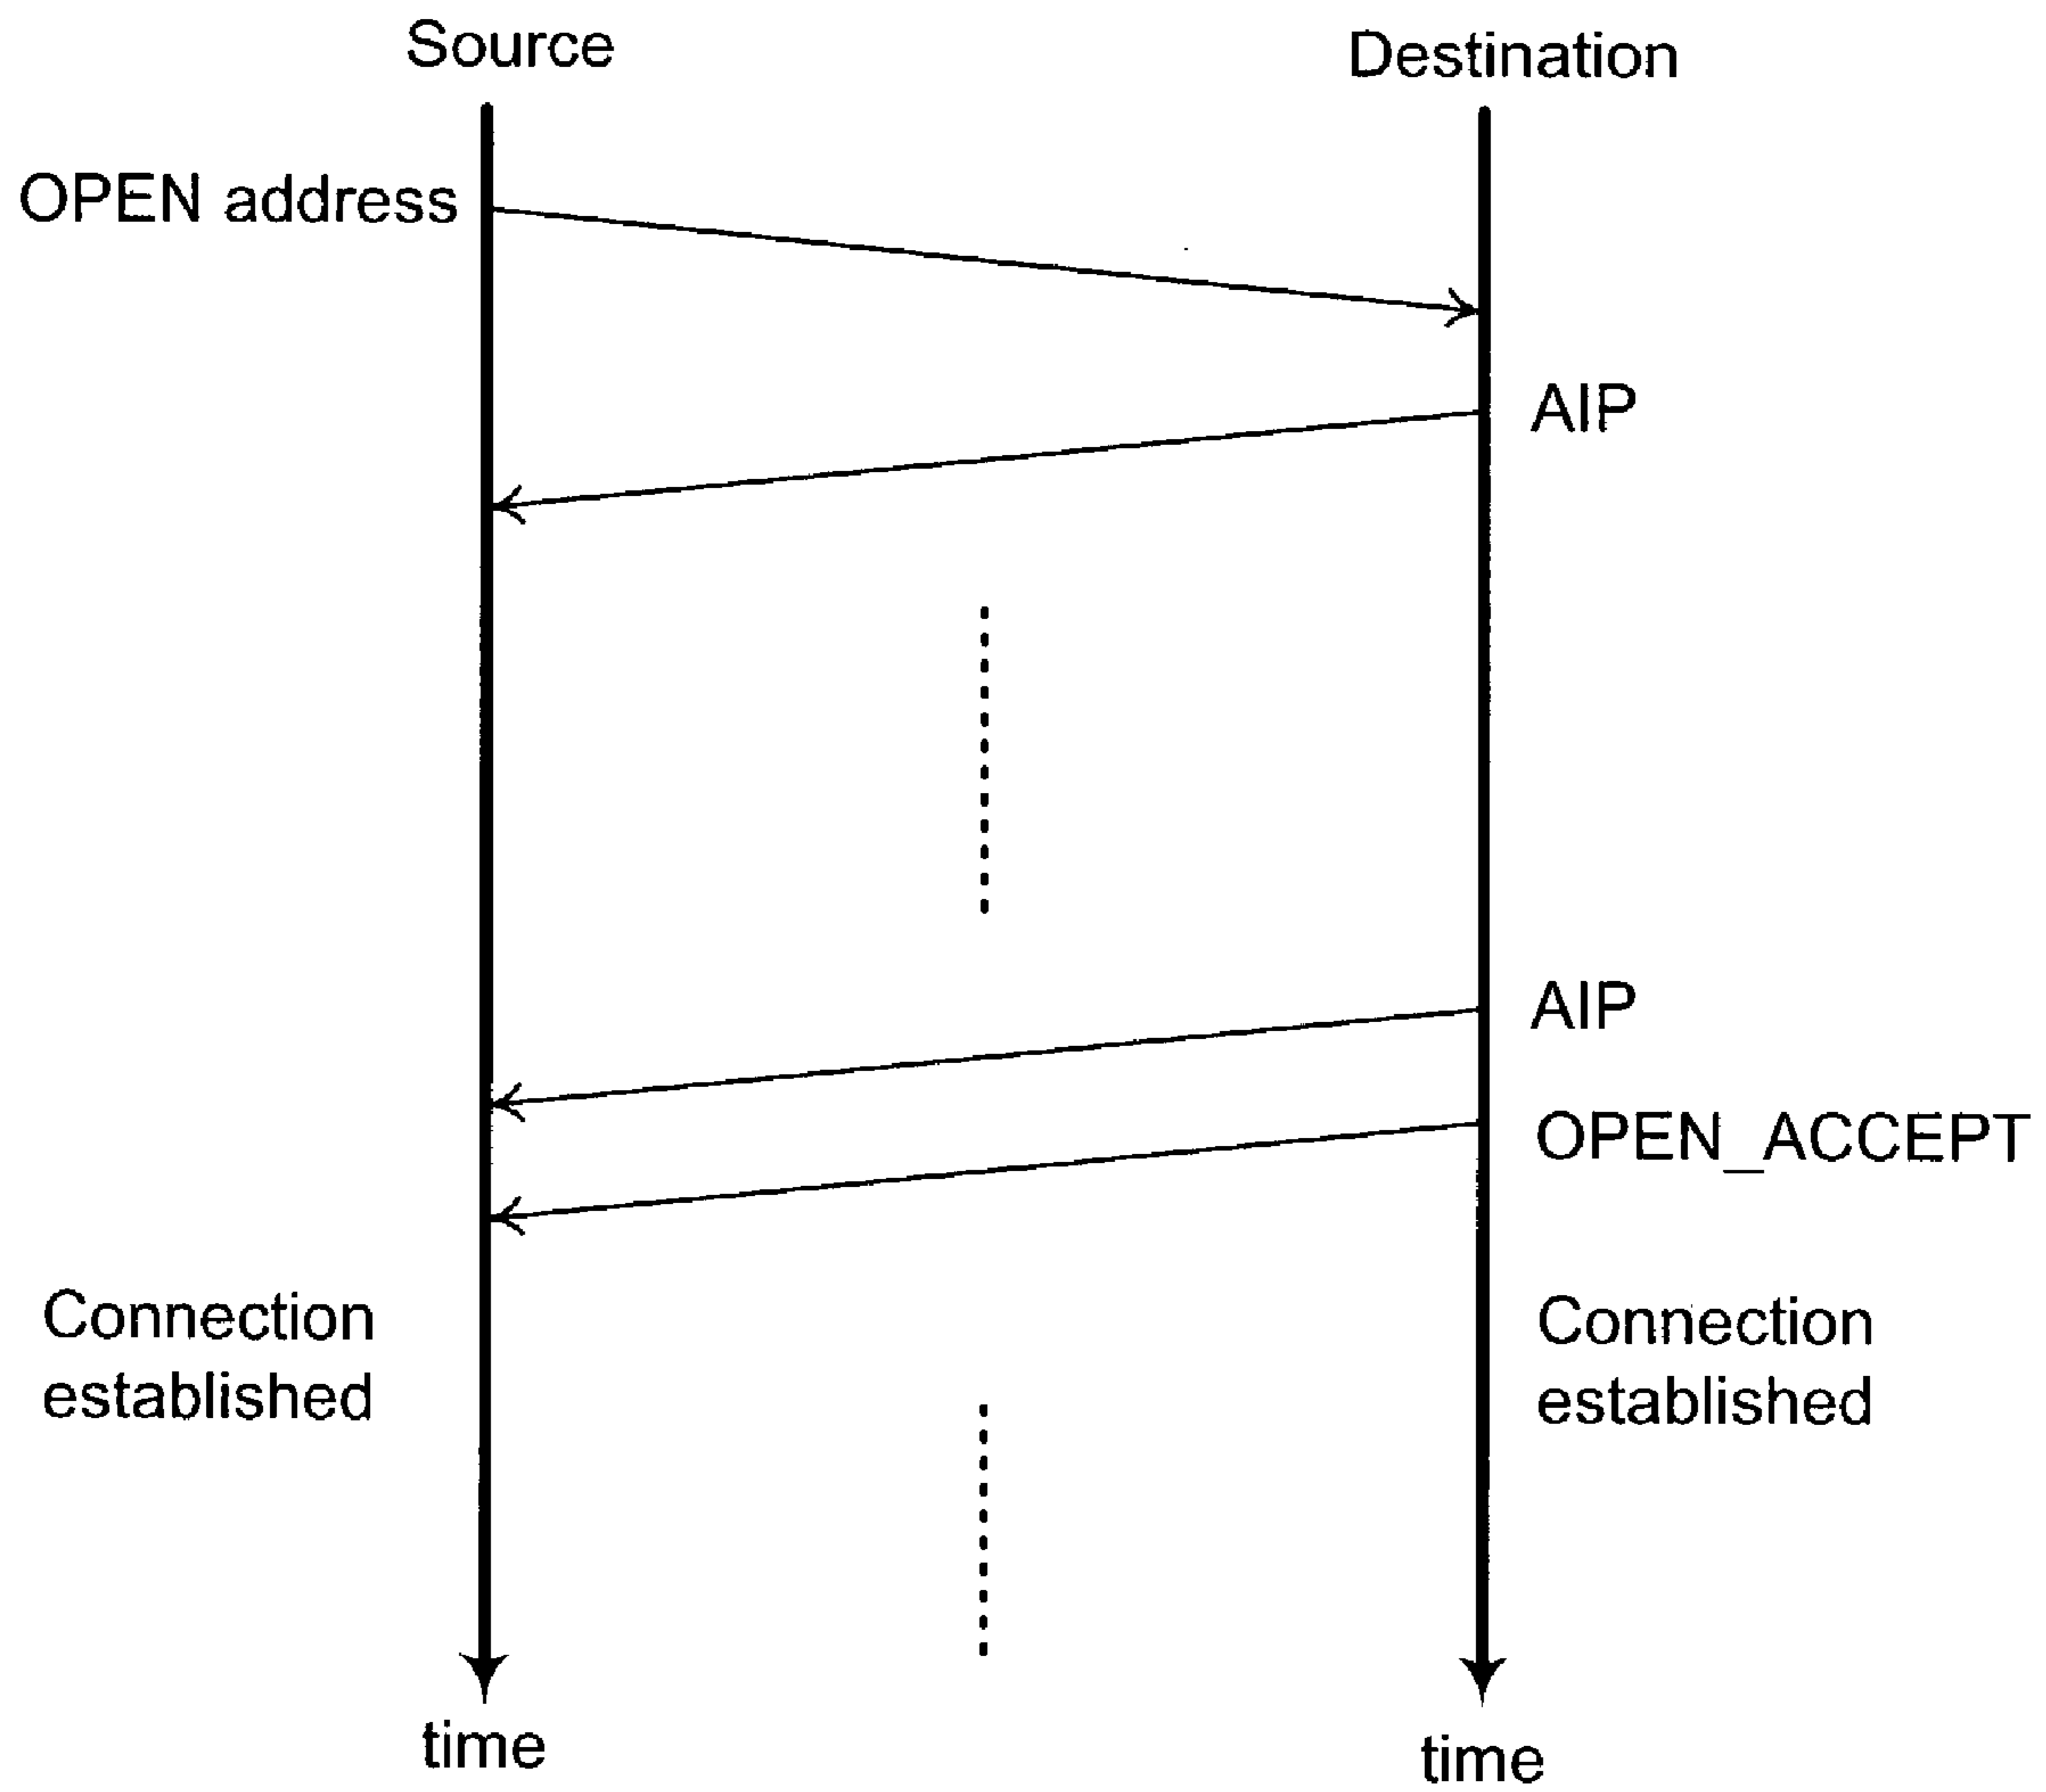 Source
Destination
OPEN address
AIP
AIP
OPEN_ACCEPT
Connection
established
Connection
established
time
time